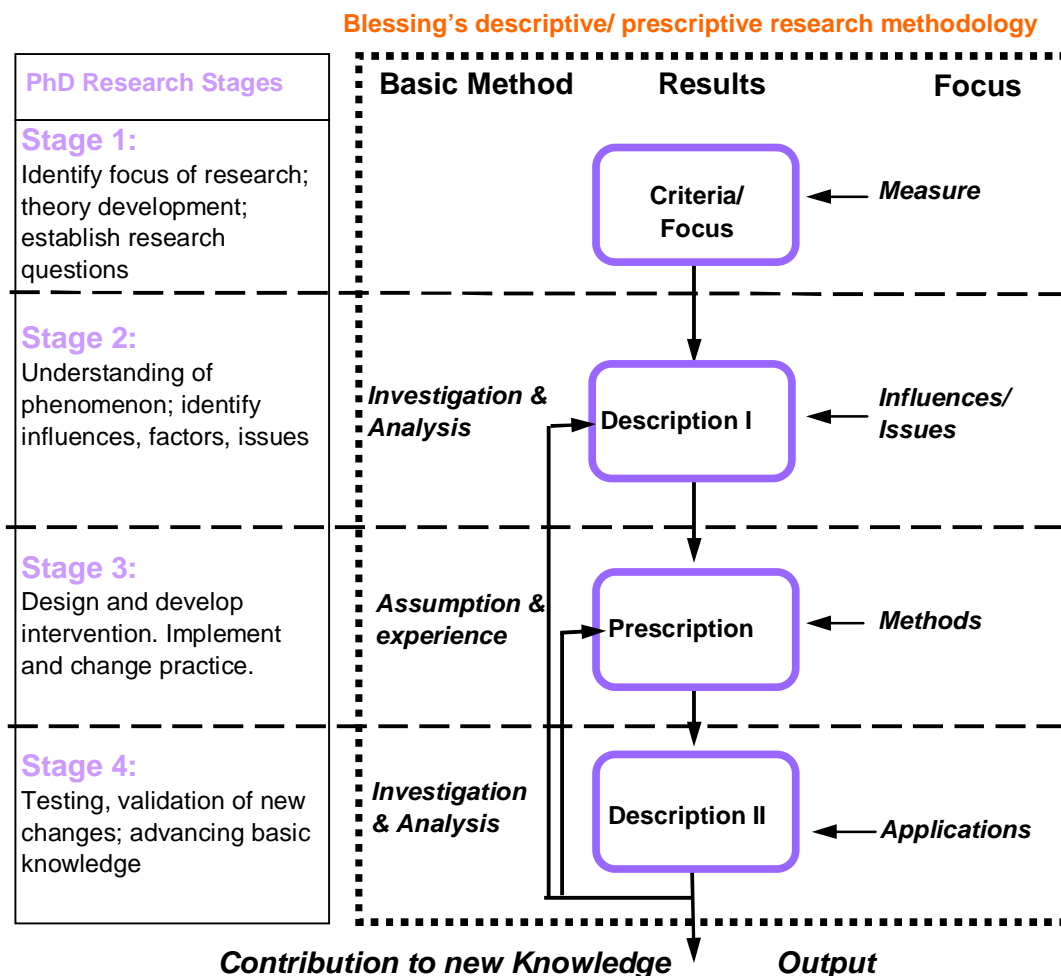 Blessing's descriptive/ prescriptive research methodology
PhD Research Stages
Basic Method
Results
Focus
Stage 1:
Identify focus of research;
theory development;
establish research
questions
Criteria/
Focus
Measure
Stage 2:
Understanding of
phenomenon; identify
influences, factors, issues
Investigation &
Analysis
Description I
Influences/
Issues
Stage 3:
Design and develop
intervention. Implement
and change practice.
Assumption &
experience
Prescription
Methods
Stage 4:
Testing, validation of new
changes; advancing basic
knowledge
Investigation
& Analysis
Description II
Applications
Contribution to new Knowledge
Output